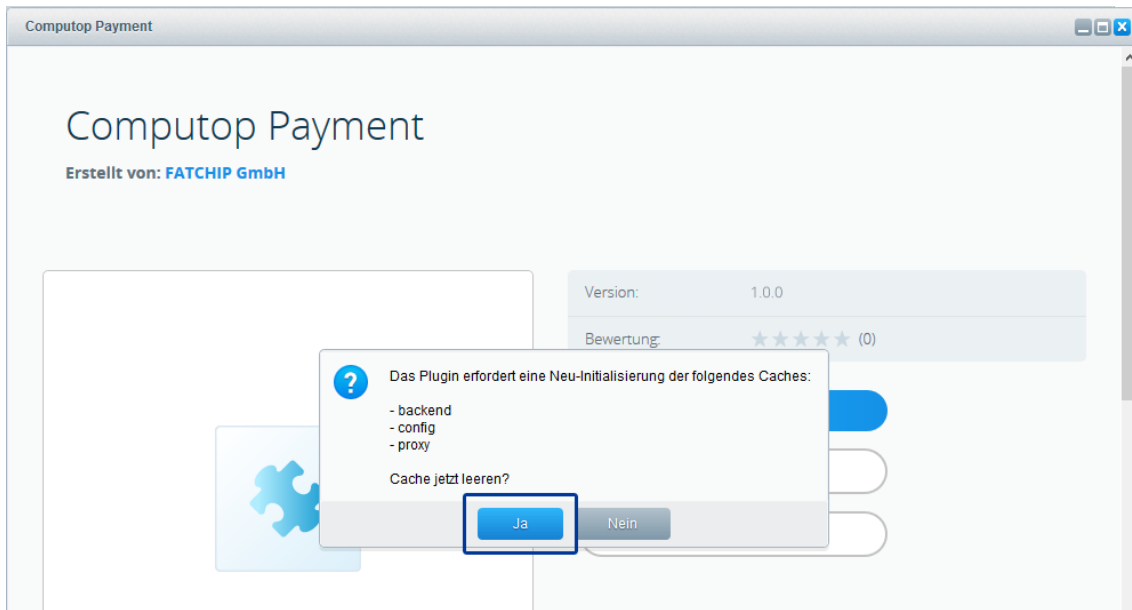 Computop Payment
Computop Payment
Erstellt von: FATCHIP GmbH
Version: 1.0.0
Bewertung: (0)
Das Plugin erfordert eine Neu-Initialisierung der folgendes Caches:
- backend
- config
- proxy
Cache jetzt leeren?
Ja Nein